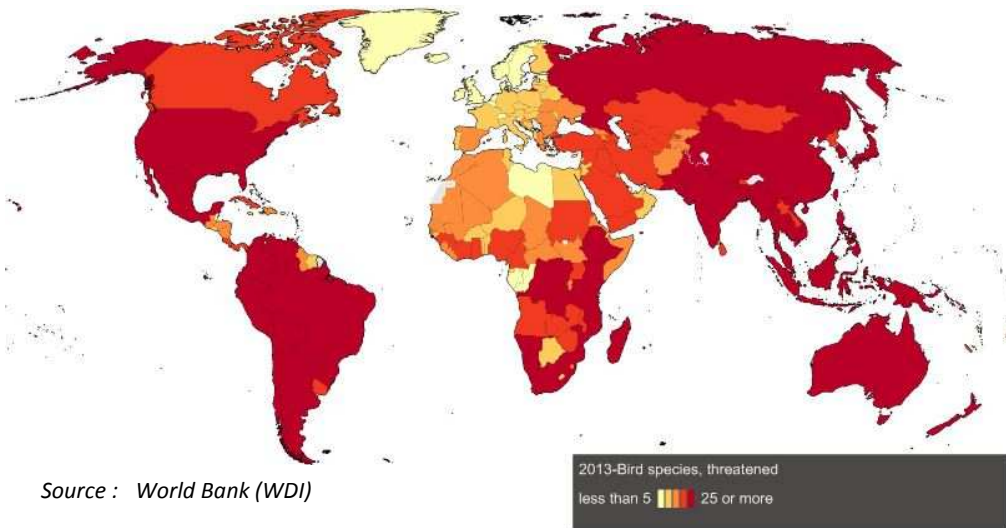 Source : World Bank (WDI)
2013-Bird species, threatened
less than 5 25 or more